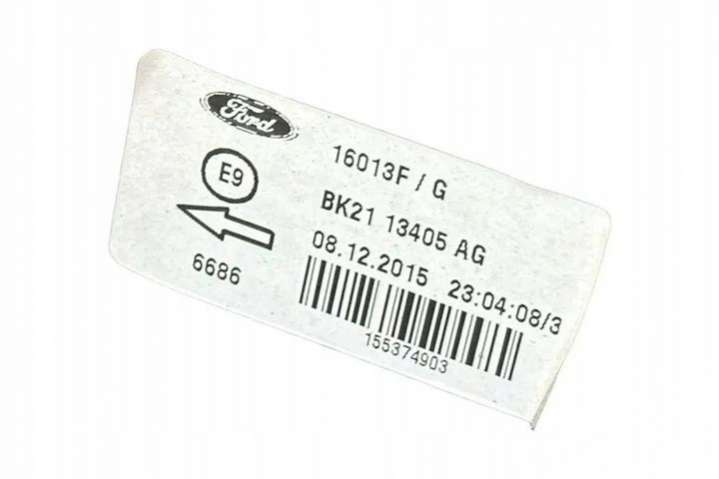 Ford
16013F / G
E9
BK21 13405 AG
08.12.2015 23:04:08/3
6686
155374903